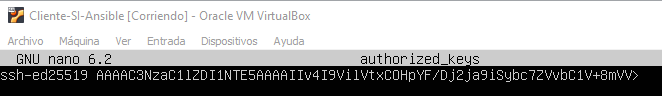 Cliente-SI-Ansible [Corriendo] - Oracle VM VirtualBox
Archivo Máquina Ver Entrada Dispositivos Ayuda
GNU nano 6.2 authorized_keys
ssh-ed25519 AAAAC3NzaC1lZDI1NTE5AAAAIIv4I9VilVtxCOHpYF/Dj2ja9iSybc7ZVvbC1V+8mVV>